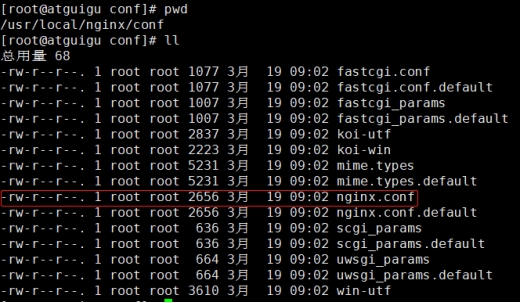 [root@atguigu conf]# pwd
/usr/local/nginx/conf
[root@atguigu conf]# ll
总用量 68
-rw-r--r--. 1 root root 1077 3月  19 09:02 fastcgi.conf
-rw-r--r--. 1 root root 1077 3月  19 09:02 fastcgi.conf.default
-rw-r--r--. 1 root root 1007 3月  19 09:02 fastcgi_params
-rw-r--r--. 1 root root 1007 3月  19 09:02 fastcgi_params.default
-rw-r--r--. 1 root root 2837 3月  19 09:02 koi-utf
-rw-r--r--. 1 root root 2223 3月  19 09:02 koi-win
-rw-r--r--. 1 root root 5231 3月  19 09:02 mime.types
-rw-r--r--. 1 root root 5231 3月  19 09:02 mime.types.default
-rw-r--r--. 1 root root 2656 3月  19 09:02 nginx.conf
-rw-r--r--. 1 root root 2656 3月  19 09:02 nginx.conf.default
-rw-r--r--. 1 root root  636 3月  19 09:02 scgi_params
-rw-r--r--. 1 root root  636 3月  19 09:02 scgi_params.default
-rw-r--r--. 1 root root  664 3月  19 09:02 uwsgi_params
-rw-r--r--. 1 root root  664 3月  19 09:02 uwsgi_params.default
-rw-r--r--. 1 root root 3610 3月  19 09:02 win-utf